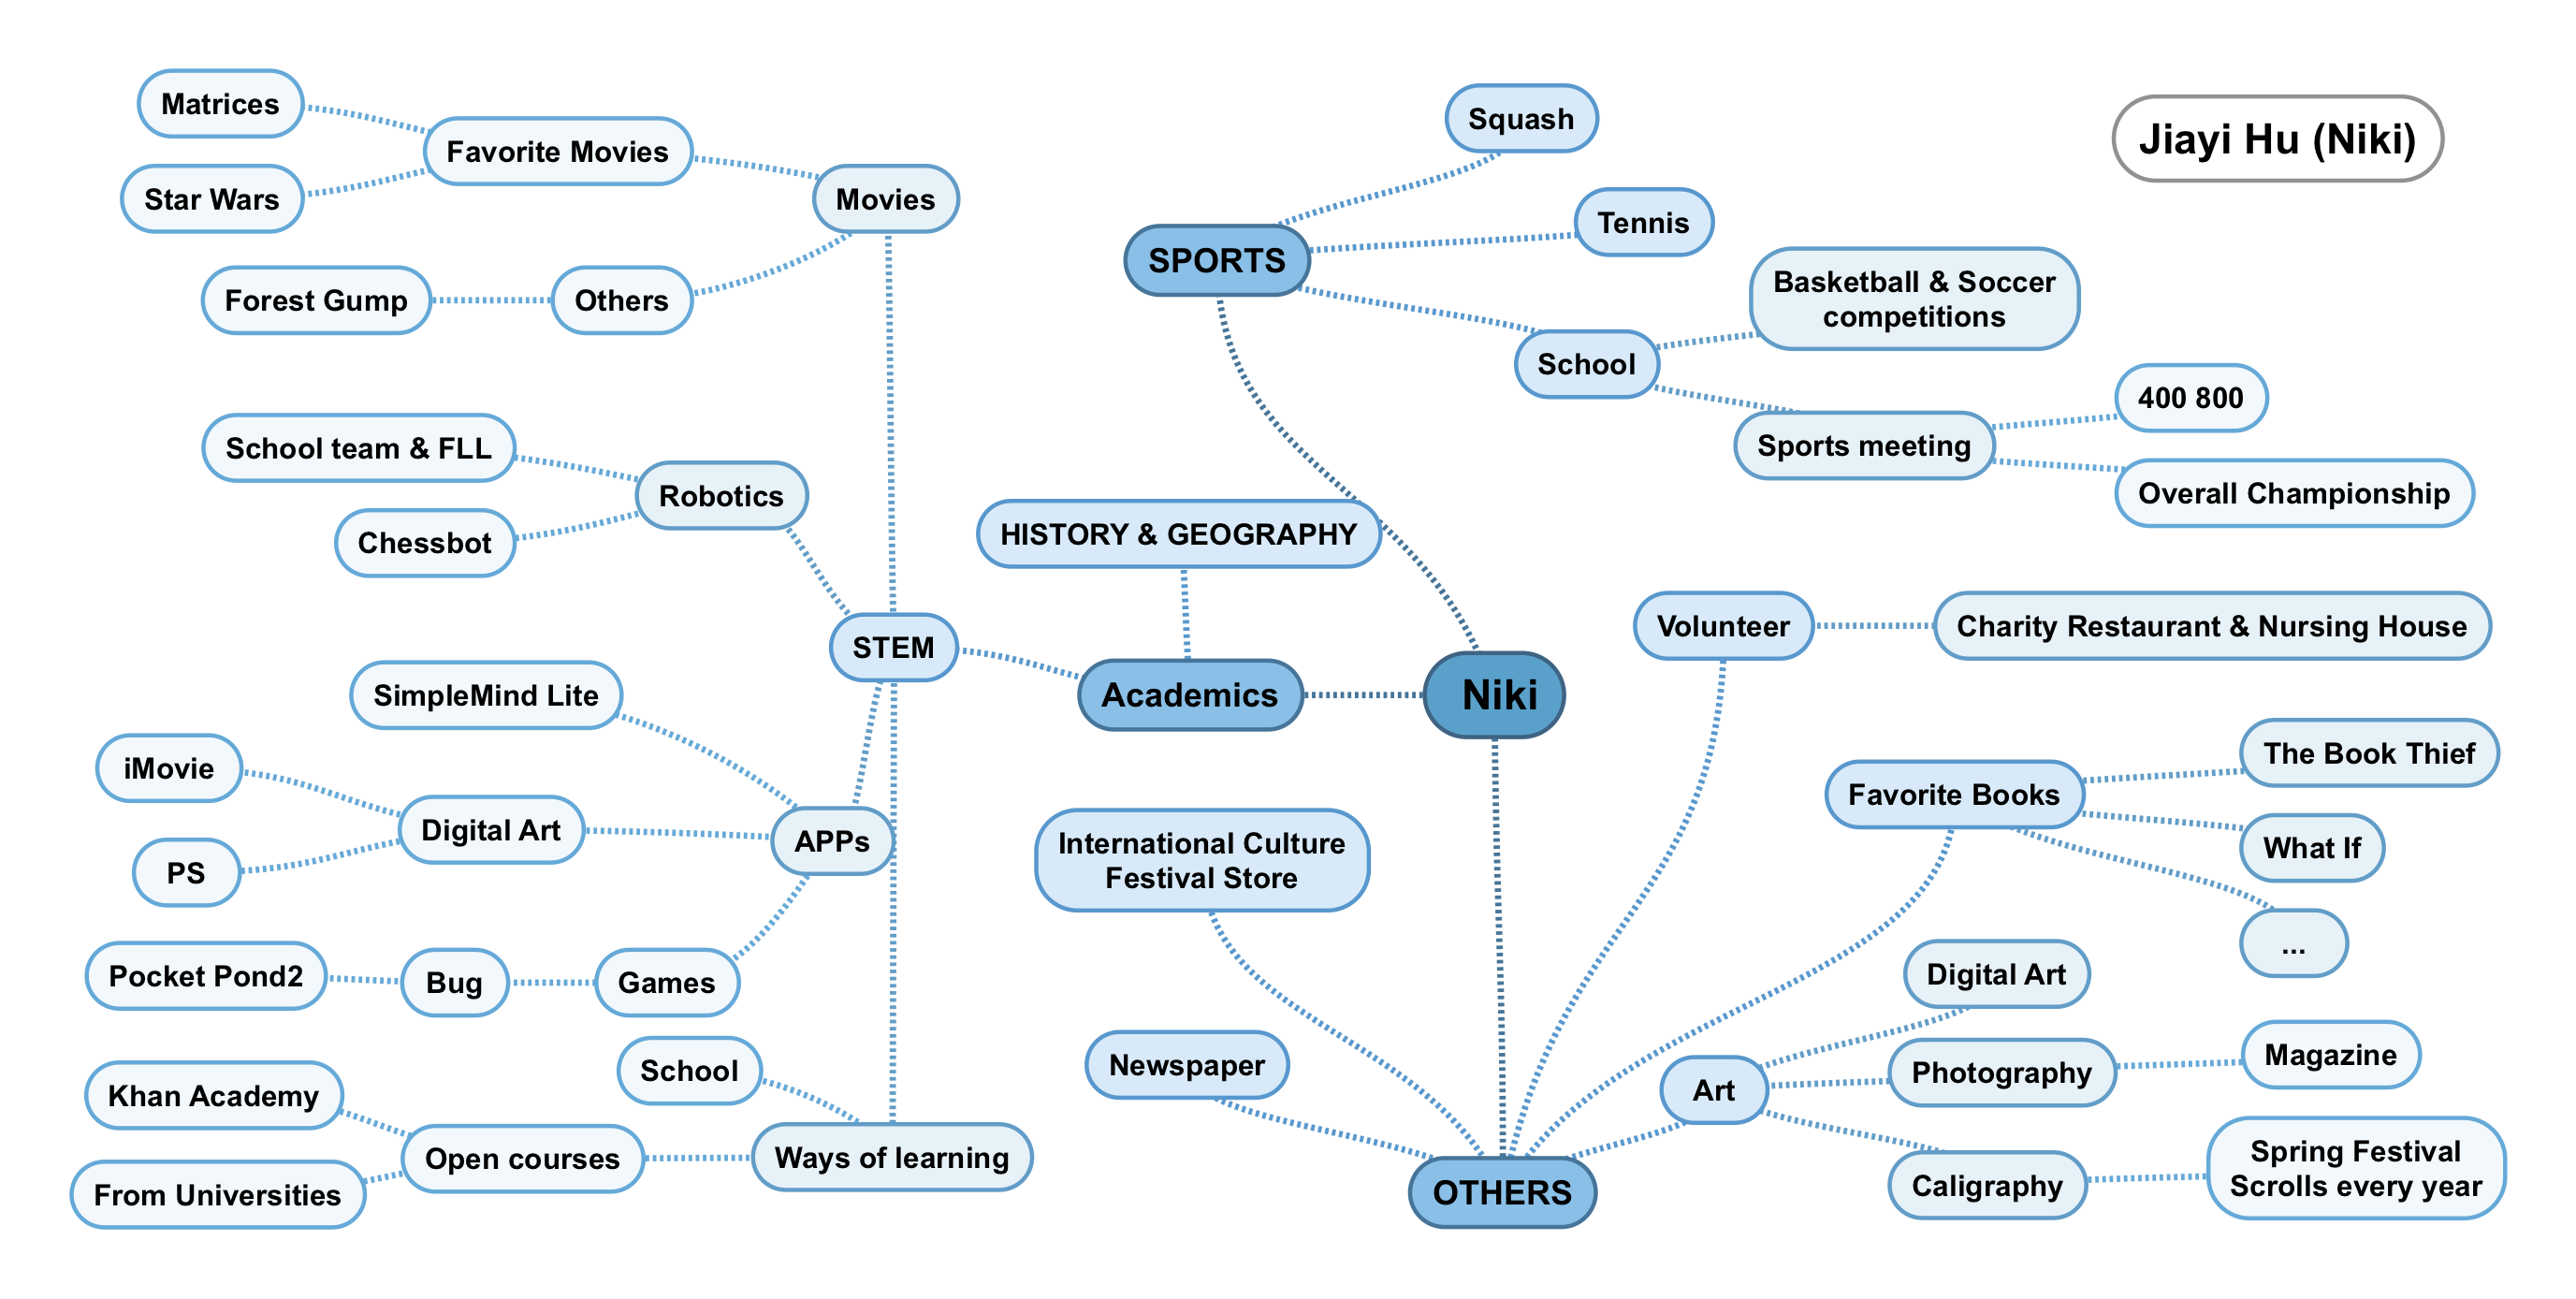 Matrices
Favorite Movies
Star Wars
Movies
Forest Gump
Others
School team & FLL
Robotics
Chessbot
STEM
SimpleMind Lite
iMovie
Digital Art
PS
APPs
Pocket Pond2
Bug
Games
School
Khan Academy
Open courses
From Universities
Ways of learning
Squash
Tennis
SPORTS
Basketball & Soccer
competitions
School
400 800
Sports meeting
Overall Championship
Jiayi Hu (Niki)
HISTORY & GEOGRAPHY
Academics
Niki
Volunteer
Charity Restaurant & Nursing House
International Culture
Festival Store
Newspaper
The Book Thief
Favorite Books
What If
...
Digital Art
Art
Photography
Magazine
Caligraphy
Spring Festival
Scrolls every year
OTHERS